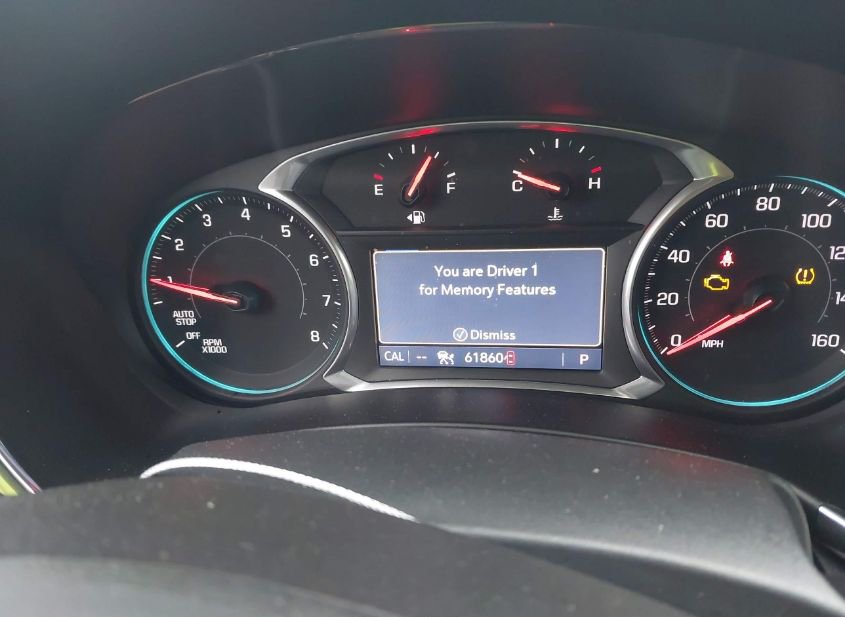 E F
C H
1 2 3 4 5 6 7 8
AUTO
STOP
OFF
RPM
X1000
You are Driver 1
for Memory Features
Dismiss
CAL -- 61860 P
0 20 40 60 80 100 160
MPH